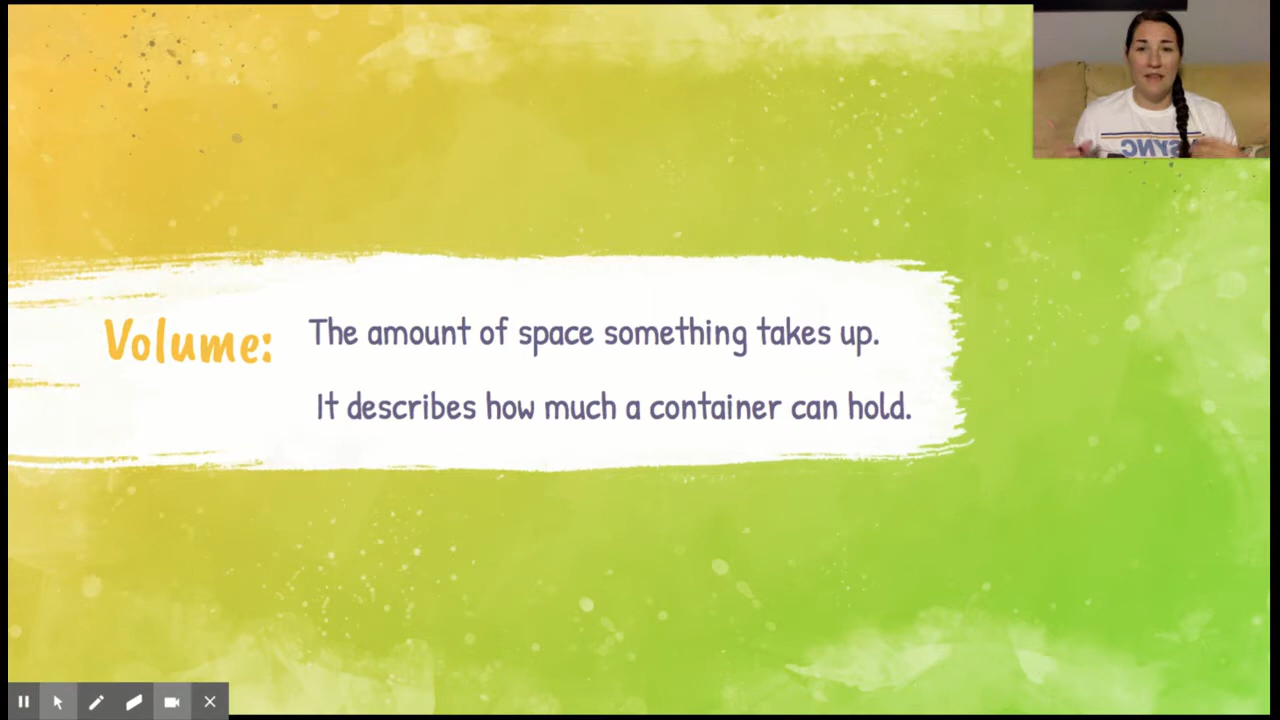 Volume: The amount of space something takes up.
It describes how much a container can hold.